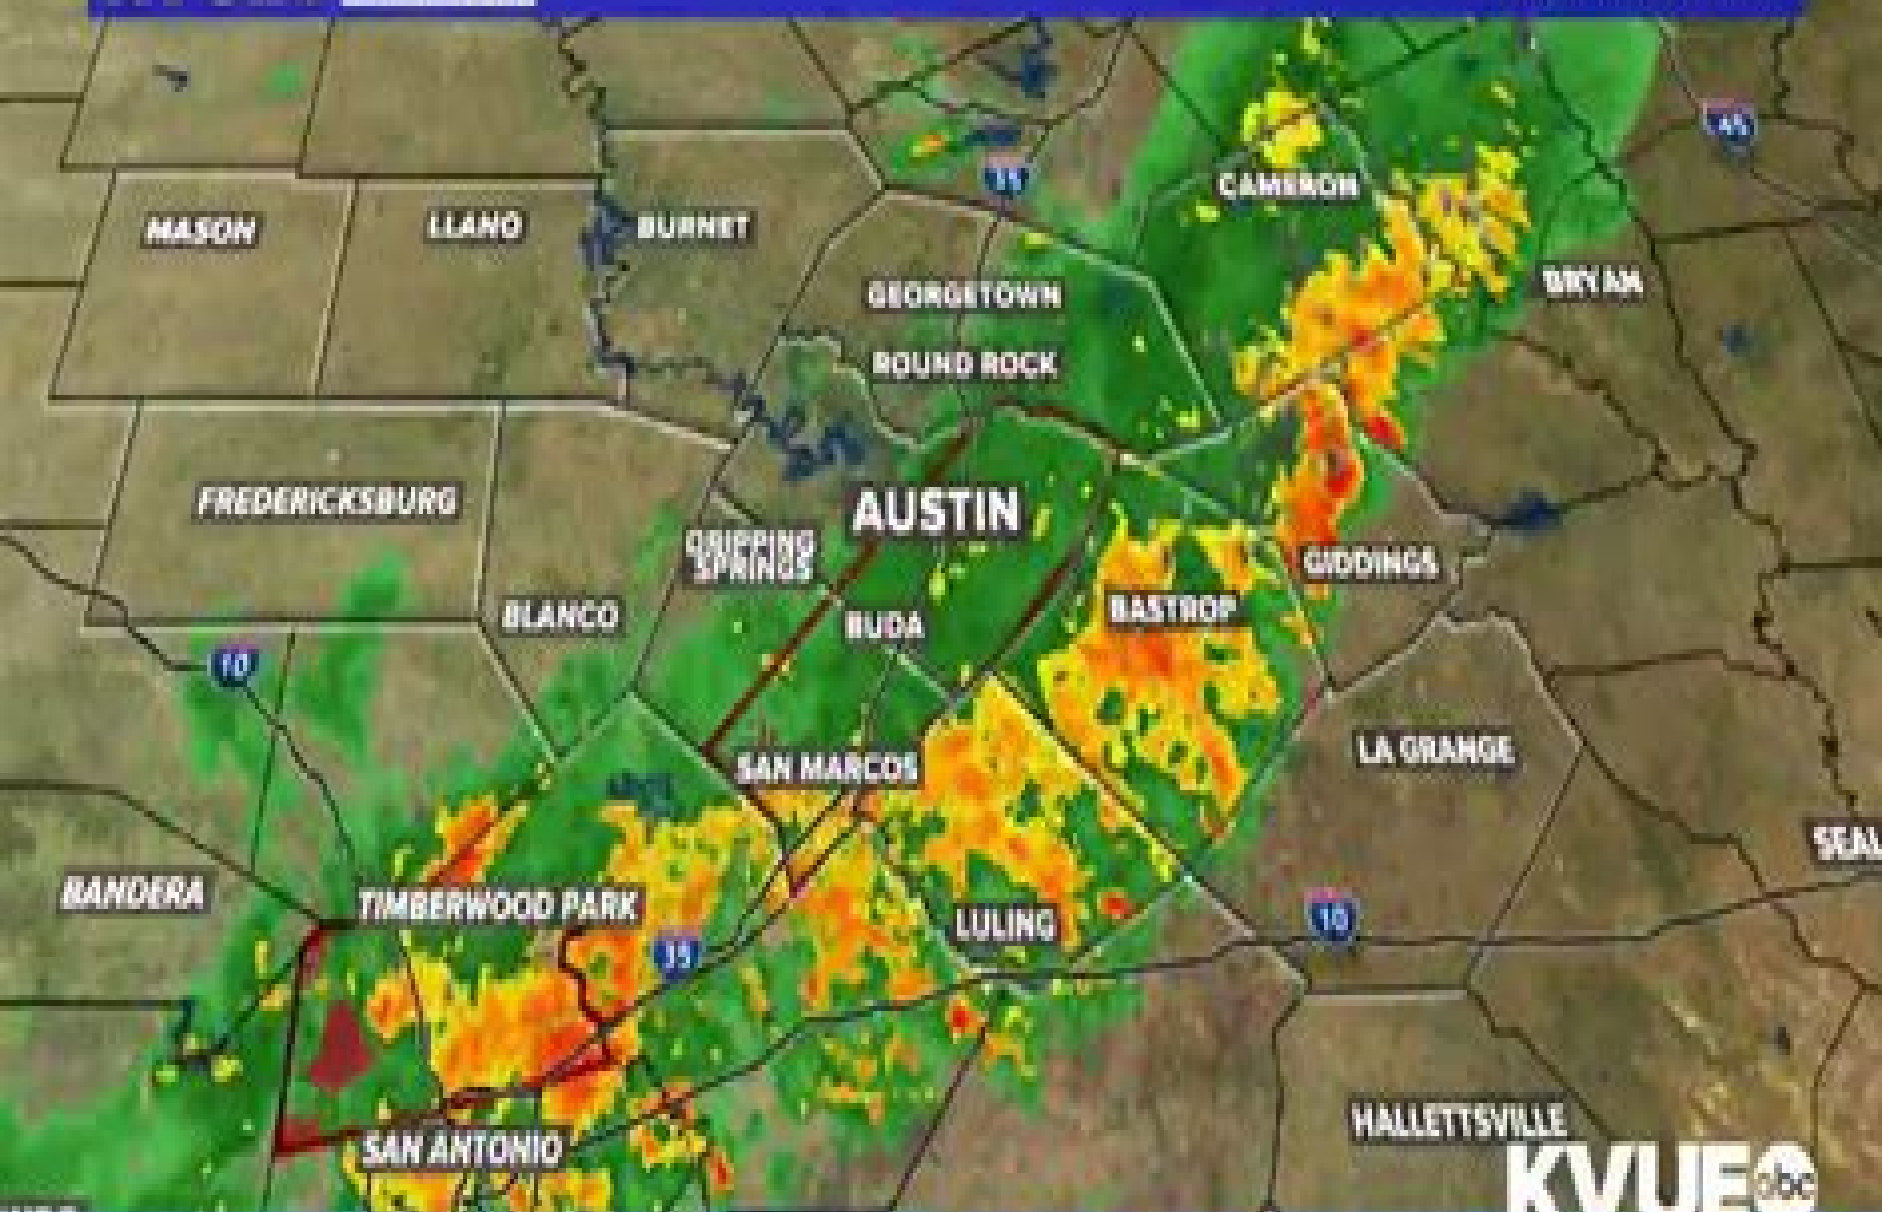 45
35
CAMERON
MASON
LLANO
BURNET
BRYAN
GEORGETOWN
ROUND ROCK
FREDERICKSBURG
AUSTIN
DRIPPING
SPRINGS
GIDDINGS
BLANCO
BUDA
BASTROP
10
SAN MARCOS
LA GRANGE
BANDERA
TIMBERWOOD PARK
LULING
10
35
HALLETTSVILLE
SAN ANTONIO
KVUE abc